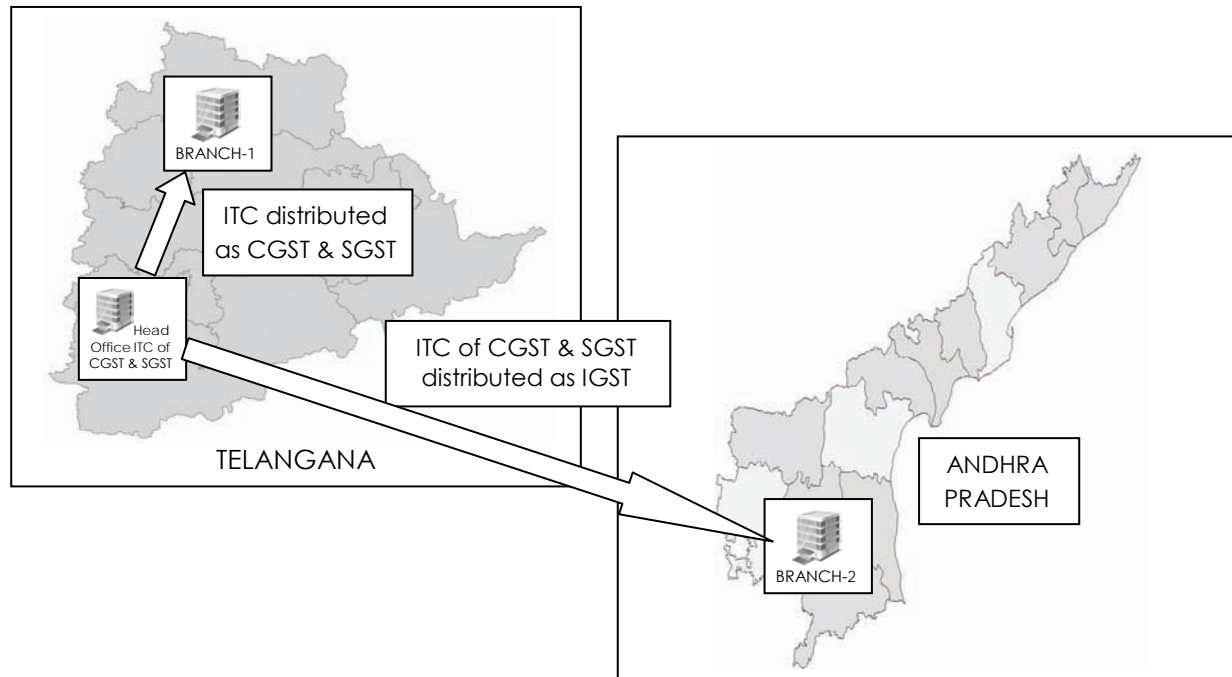 BRANCH-1
ITC distributed
as CGST & SGST
Head
Office ITC of
CGST & SGST
ITC of CGST & SGST
distributed as IGST
TELANGANA
ANDHRA
PRADESH
BRANCH-2